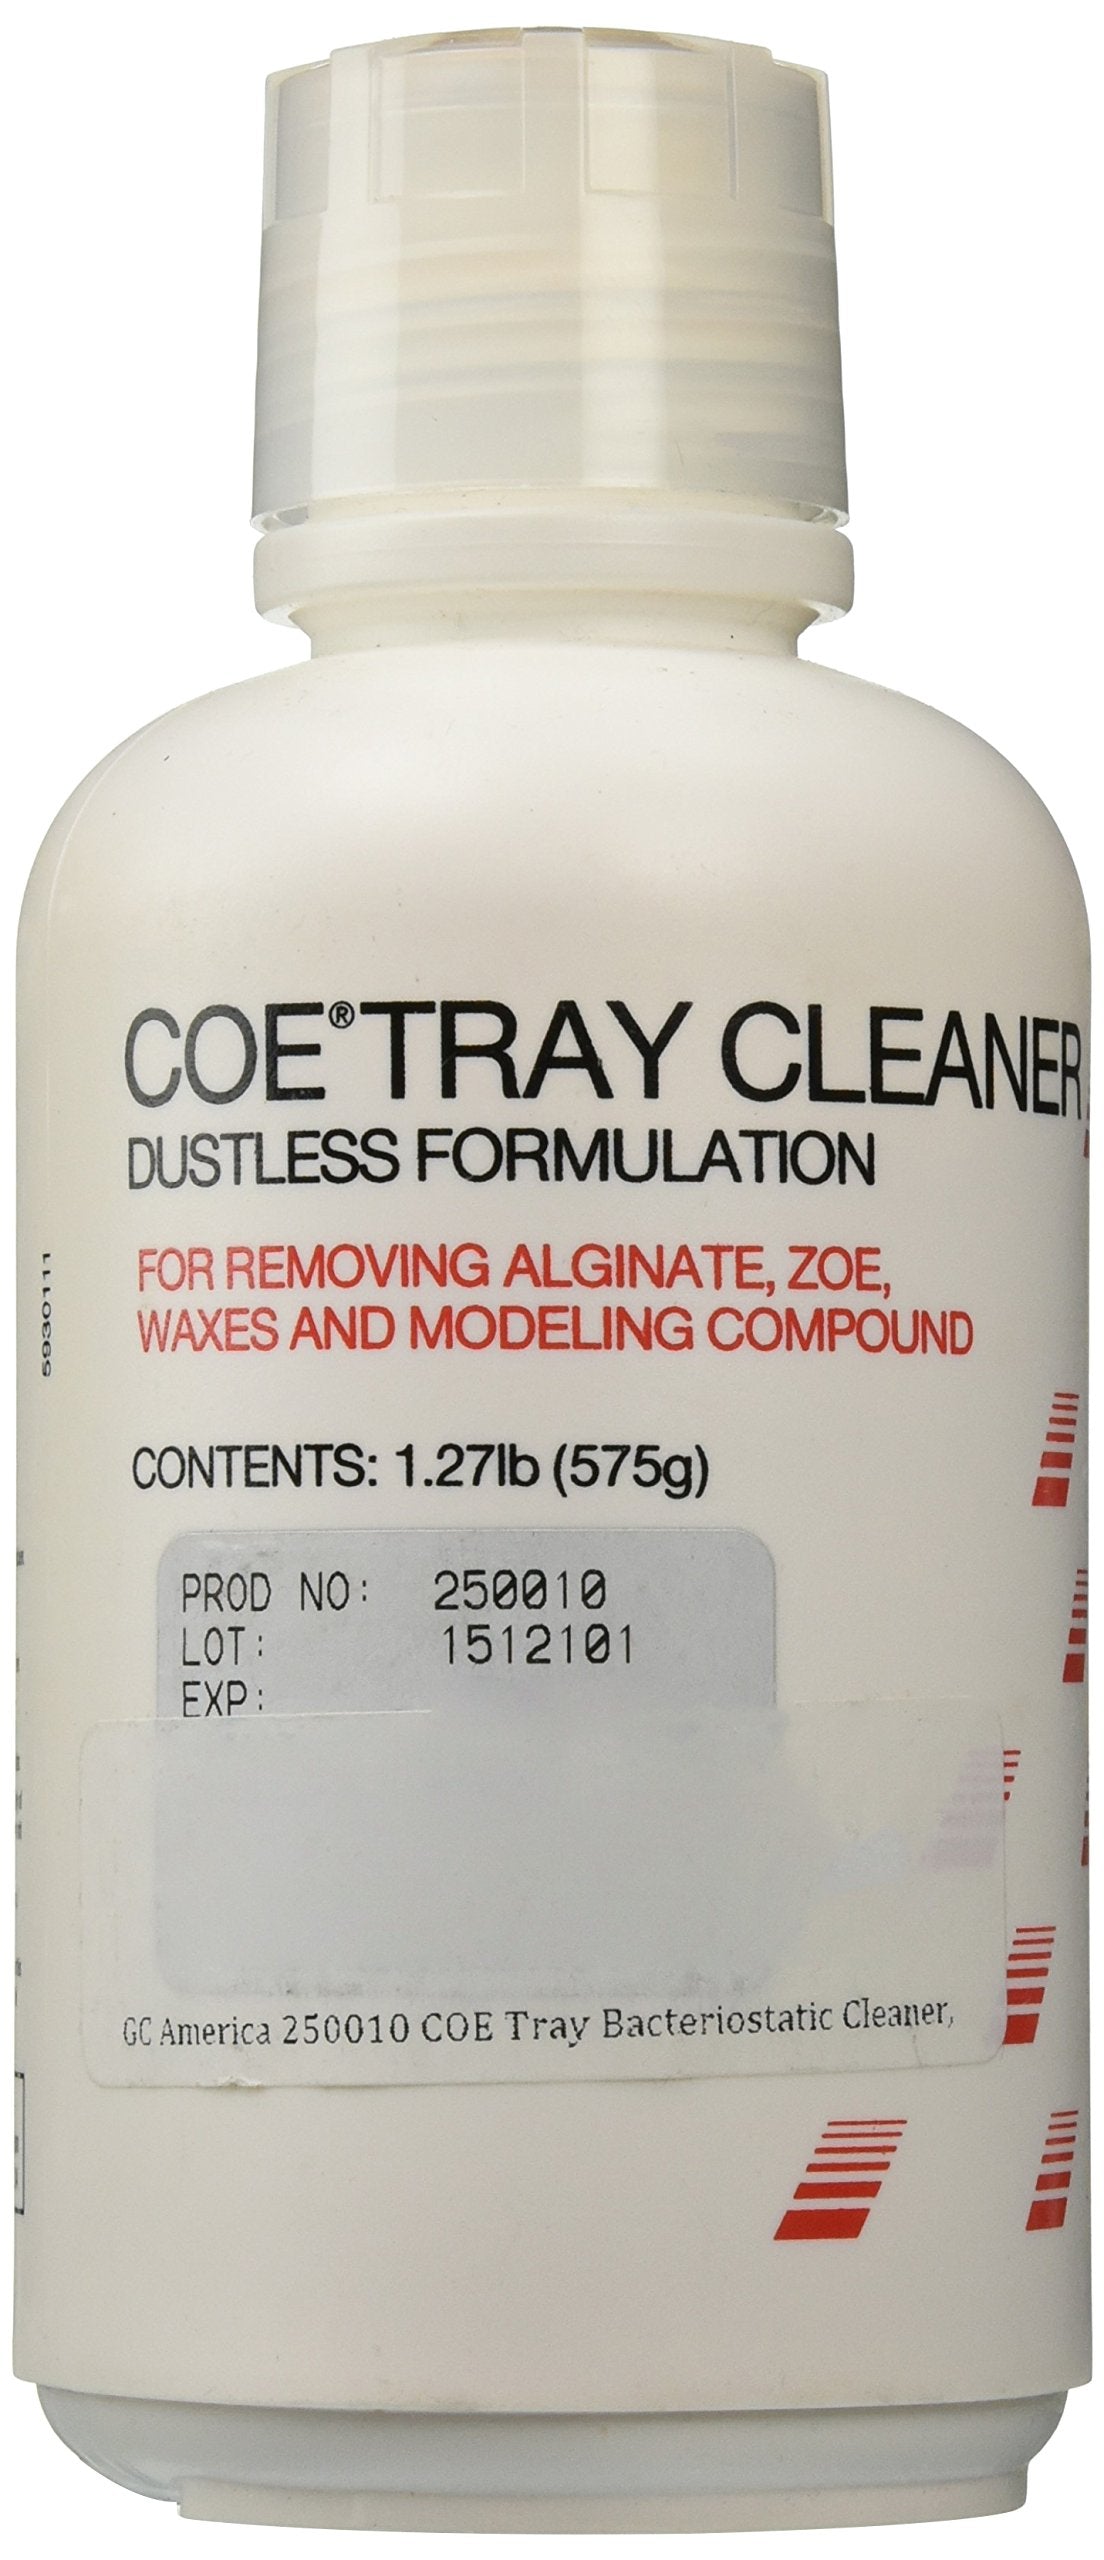 COE® TRAY CLEANER
DUSTLESS FORMULATION
FOR REMOVING ALGINATE, ZOE,
WAXES AND MODELING COMPOUND
5930111
CONTENTS: 1.27lb (575g)
PROD NO: 250010
LOT: 1512101
EXP:
GC America 250010 COE Tray Bacteriostatic Cleaner,